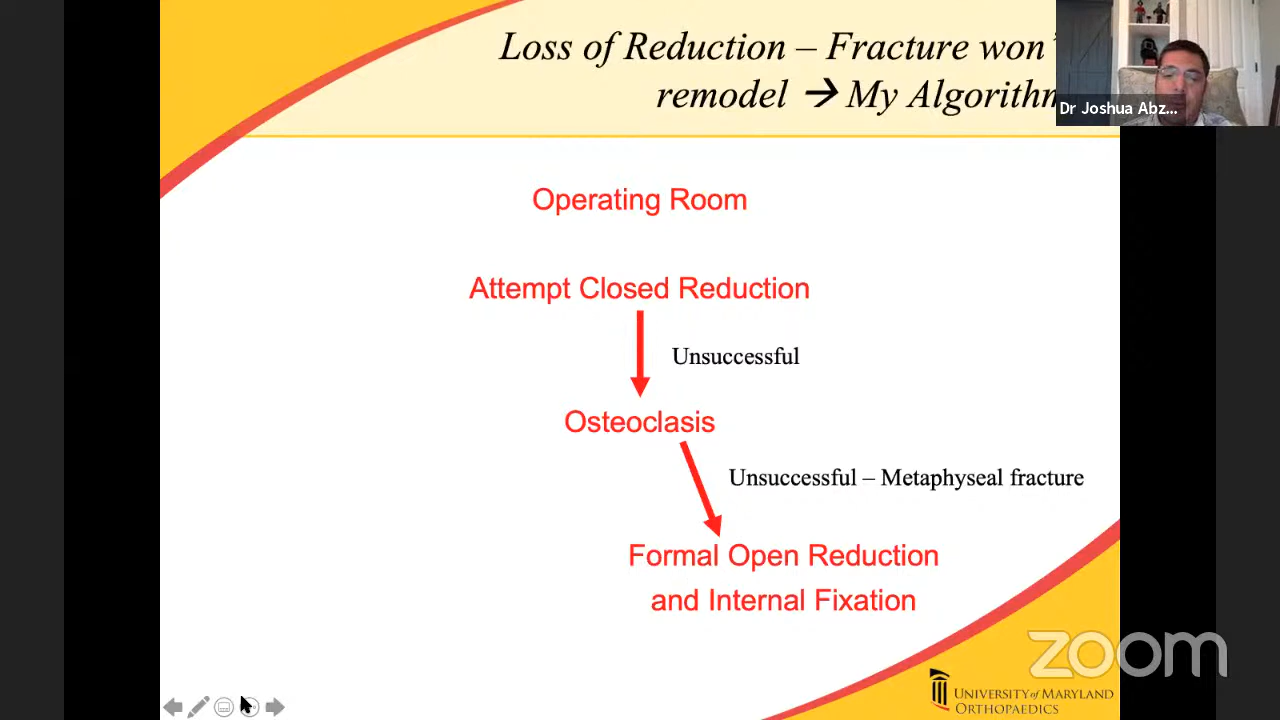 Loss of Reduction – Fracture won’
remodel → My Algorithm
Dr Joshua Abz...
Operating Room
Attempt Closed Reduction
Unsuccessful
Osteoclasis
Unsuccessful – Metaphyseal fracture
Formal Open Reduction
and Internal Fixation
zoom
UNIVERSITY of MARYLAND
ORTHOPAEDICS